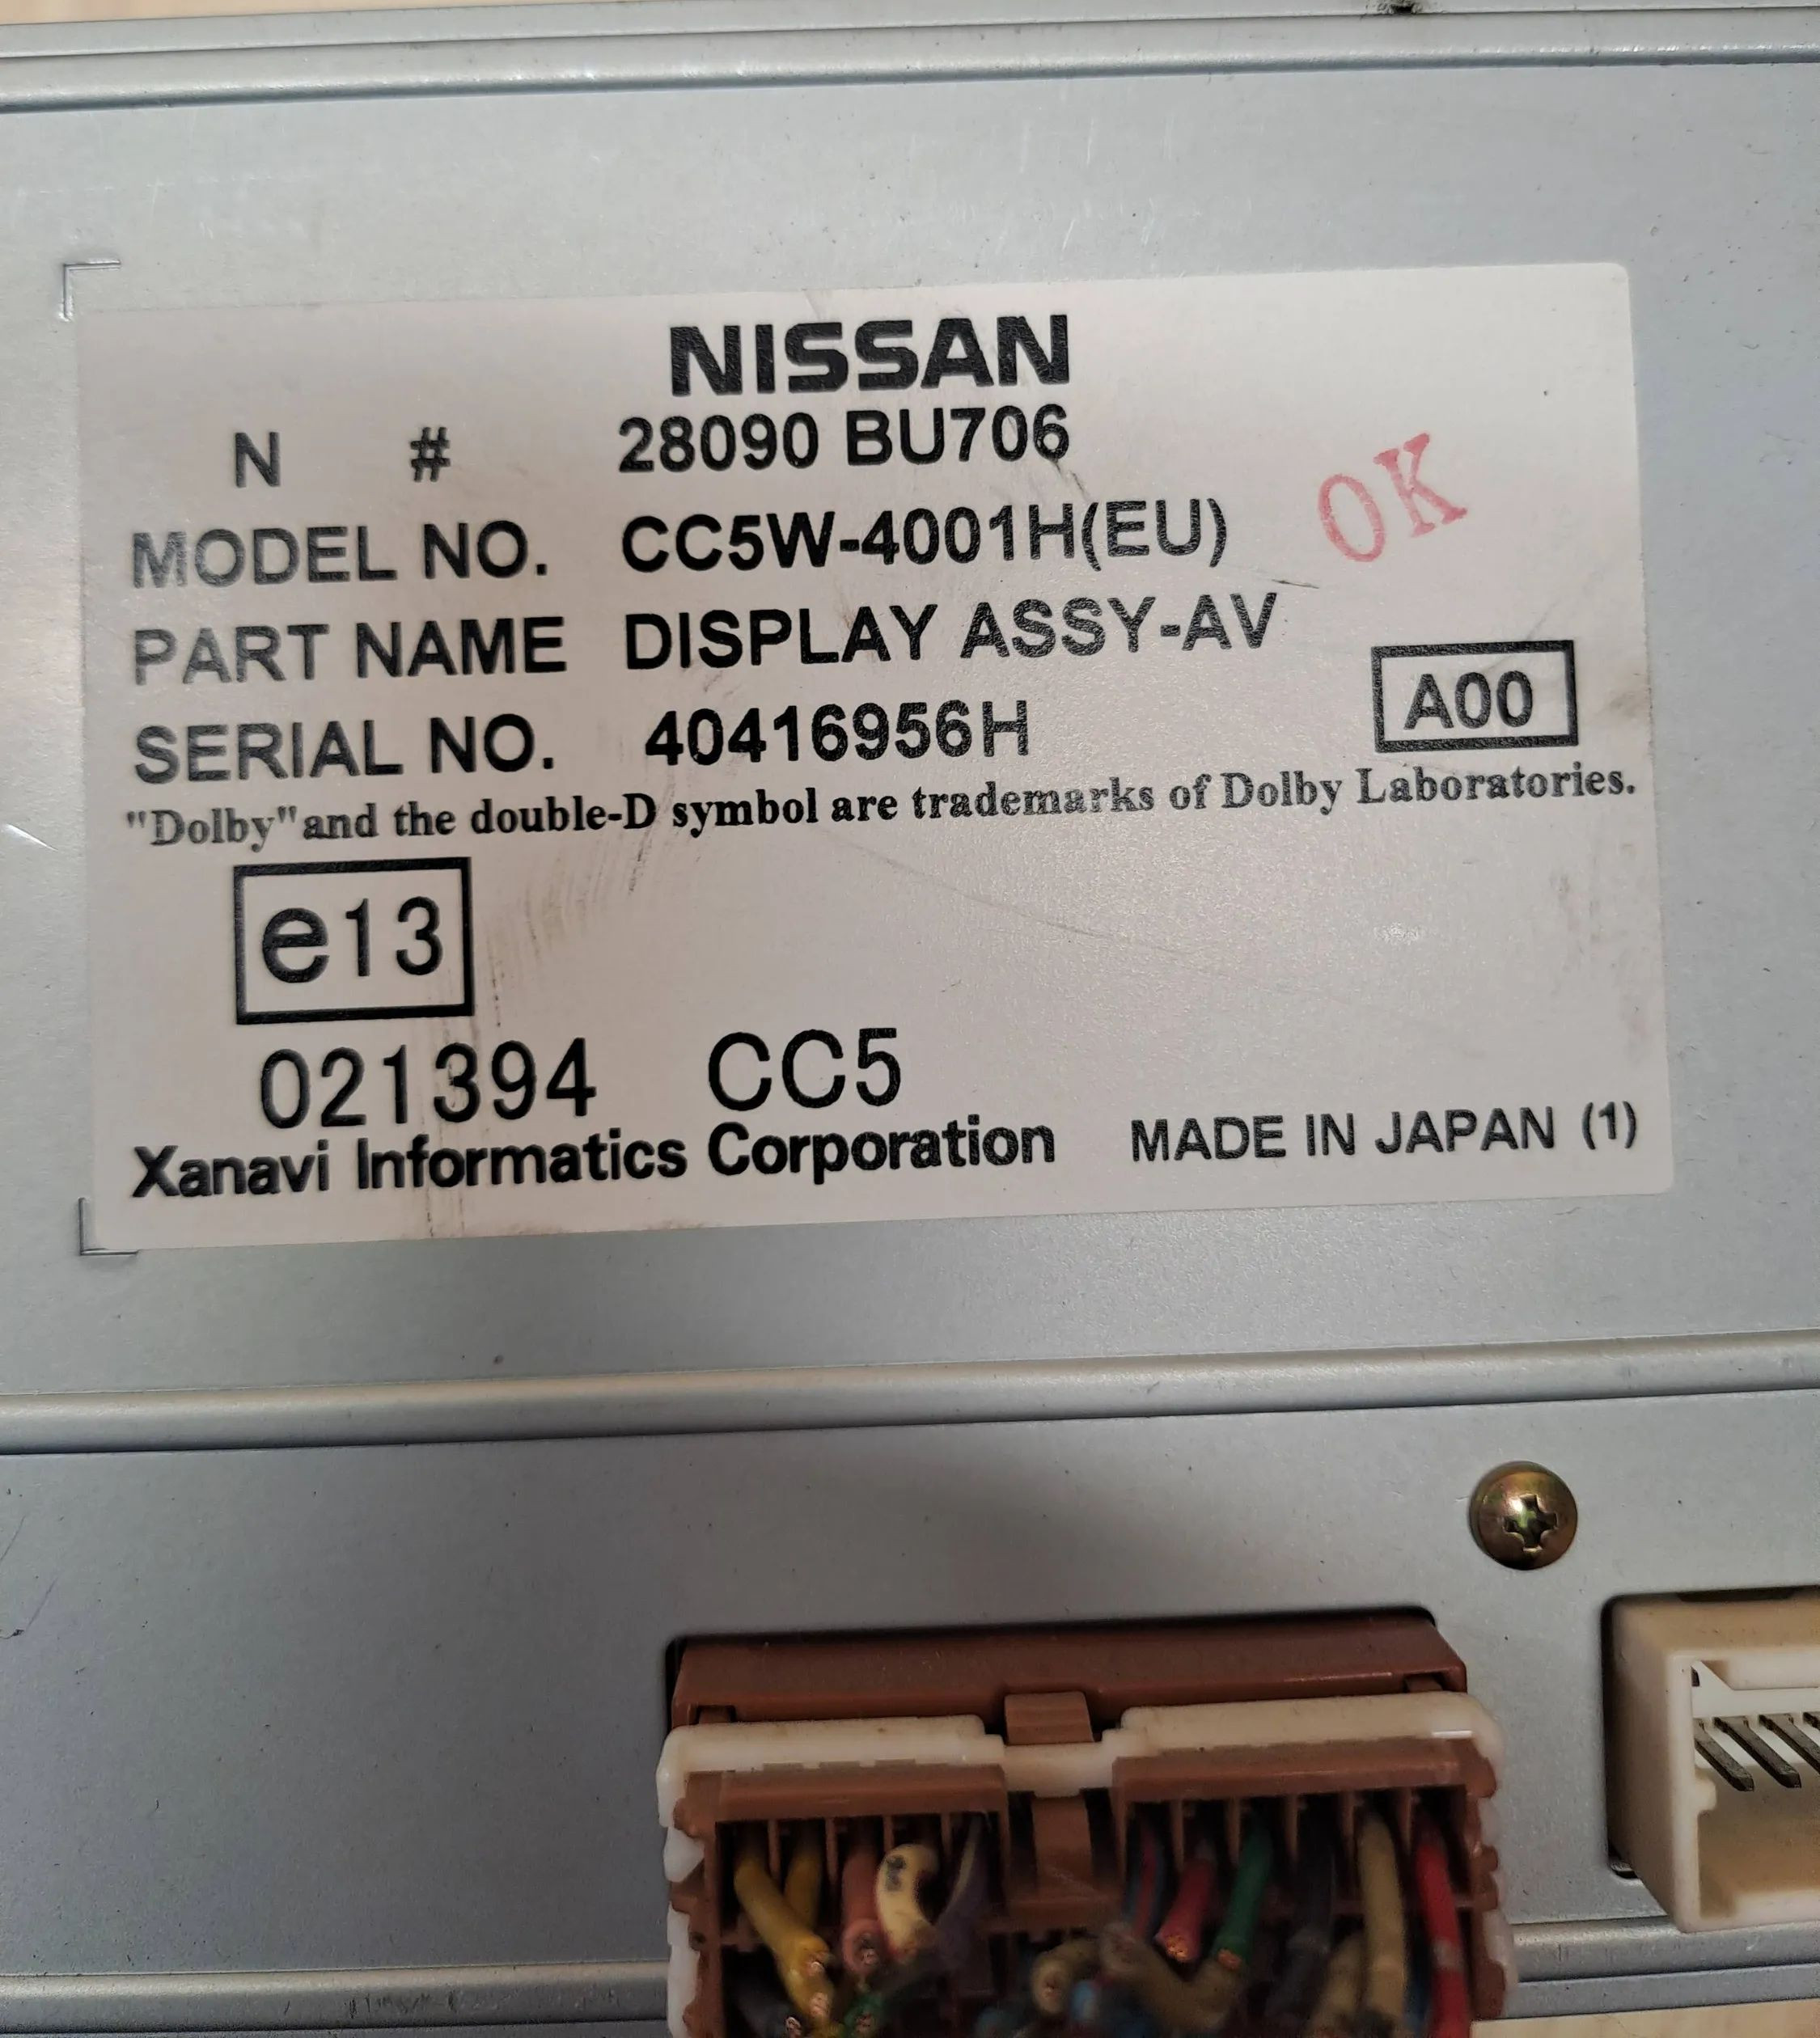 NISSAN
N # 28090 BU706
MODEL NO. CC5W-4001H(EU)
OK
PART NAME DISPLAY ASSY-AV
A00
SERIAL NO. 40416956H
"Dolby"and the double-D symbol are trademarks of Dolby Laboratories.
e13
021394 CC5
Xanavi Informatics Corporation MADE IN JAPAN (1)